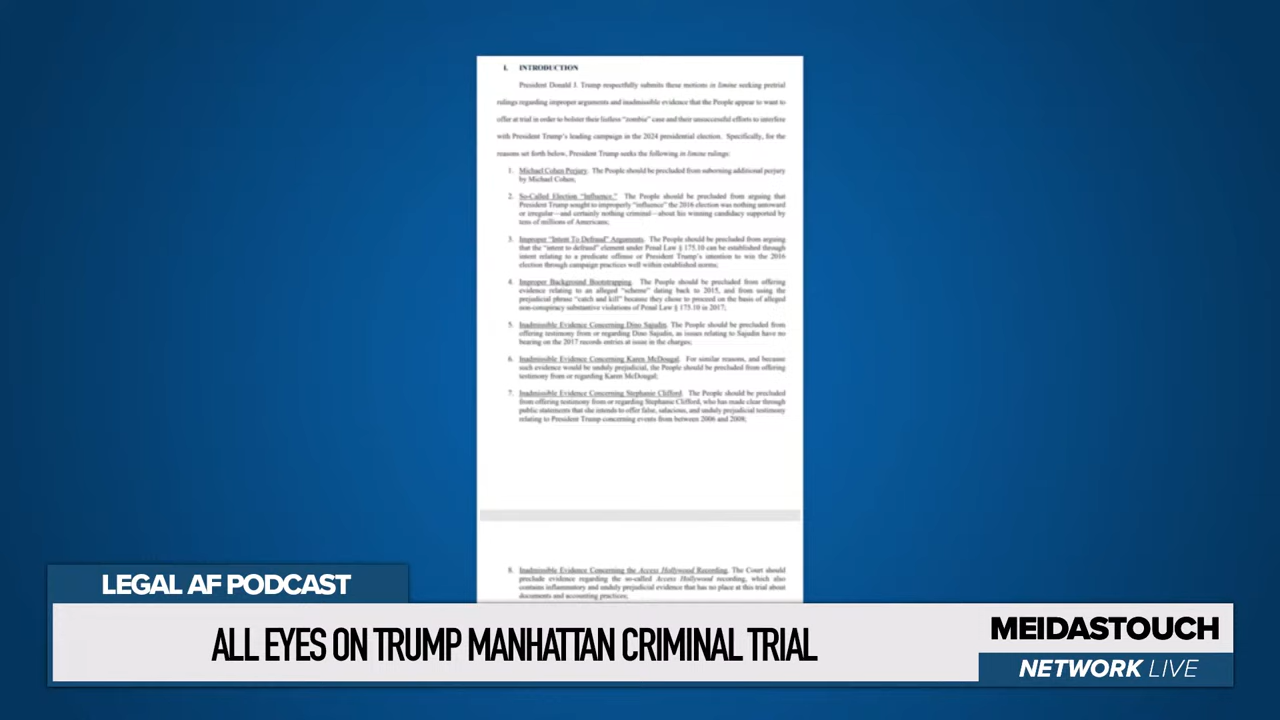 I. INTRODUCTION
President Donald J. Trump respectfully submits these motions in limine seeking pretrial
rulings regarding improper arguments and inadmissible evidence that the People appear to want to
offer at trial in order to bolster their listless "zombie" case and their unsuccessful efforts to interfere
with President Trump's leading campaign in the 2024 presidential election. Specifically, for the
reasons set forth below, President Trump seeks the following in limine rulings:
1. Michael Cohen Perjury. The People should be precluded from suborning additional perjury
by Michael Cohen;
2. So-Called Election "Influence." The People should be precluded from arguing that
President Trump sought to improperly "influence" the 2016 election was nothing untoward
or irregular—and certainly nothing criminal—about his winning candidacy supported by
tens of millions of Americans;
3. Improper "Intent To Defraud" Arguments. The People should be precluded from arguing
that the "intent to defraud" element under Penal Law § 175.10 can be established through
intent relating to a predicate offense or President Trump's intention to win the 2016
election through campaign practices well within established norms;
4. Improper Background Bootstrapping. The People should be precluded from offering
evidence relating to an alleged "scheme" dating back to 2015, and from using the
prejudicial phrase "catch and kill" because they chose to proceed on the basis of alleged
non-conspiracy substantive violations of Penal Law § 175.10 in 2017;
5. Inadmissible Evidence Concerning Dino Sajudin. The People should be precluded from
offering testimony from or regarding Dino Sajudin, as issues relating to Sajudin have no
bearing on the 2017 records entries at issue in the charges;
6. Inadmissible Evidence Concerning Karen McDougal. For similar reasons, and because
such evidence would be unduly prejudicial, the People should be precluded from offering
testimony from or regarding Karen McDougal;
7. Inadmissible Evidence Concerning Stephanie Clifford. The People should be precluded
from offering testimony from or regarding Stephanie Clifford, who has made clear through
public statements that she intends to offer false, salacious, and unduly prejudicial testimony
relating to President Trump concerning events from between 2006 and 2008;
8. Inadmissible Evidence Concerning the Access Hollywood Recording. The Court should
preclude evidence regarding the so-called Access Hollywood recording, which also
contains inflammatory and unduly prejudicial evidence that has no place at this trial about
documents and accounting practices;
LEGAL AF PODCAST
ALL EYES ON TRUMP MANHATTAN CRIMINAL TRIAL
MEIDASTOUCH
NETWORK LIVE